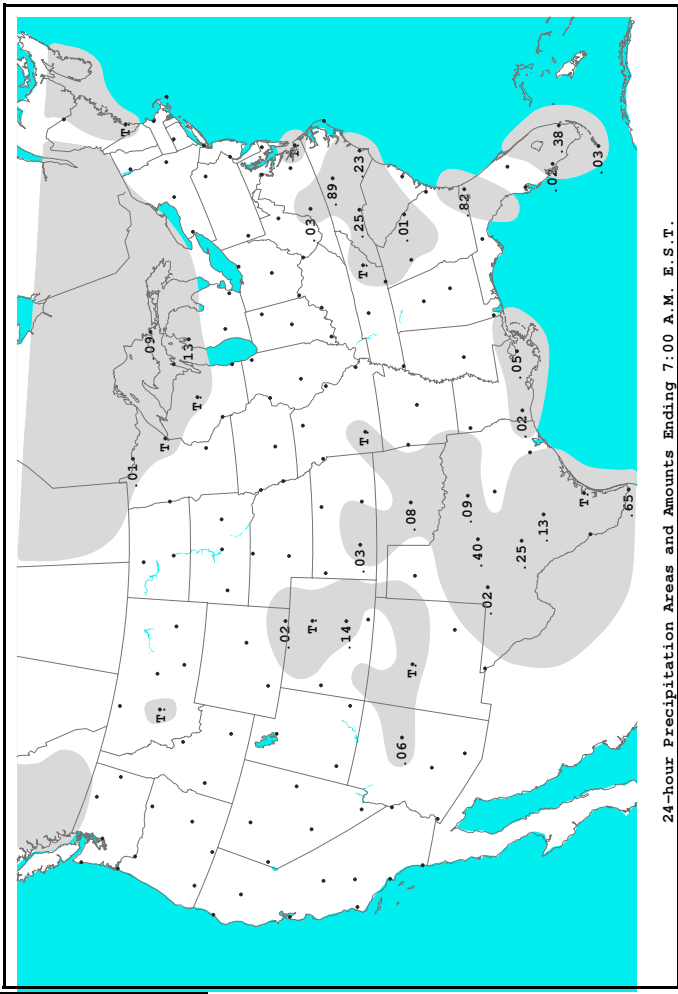 T
.01
.09
T
T
.13
T
.02
T
.03
T
.89
.14
.23
.25
.03
T
T
.06
.01
.08
T
.82
.09
.40
.02
.05
.02
.25
.13
.02
.38
T
.03
.65
24-hour Precipitation Areas and Amounts Ending 7:00 A.M. E.S.T.